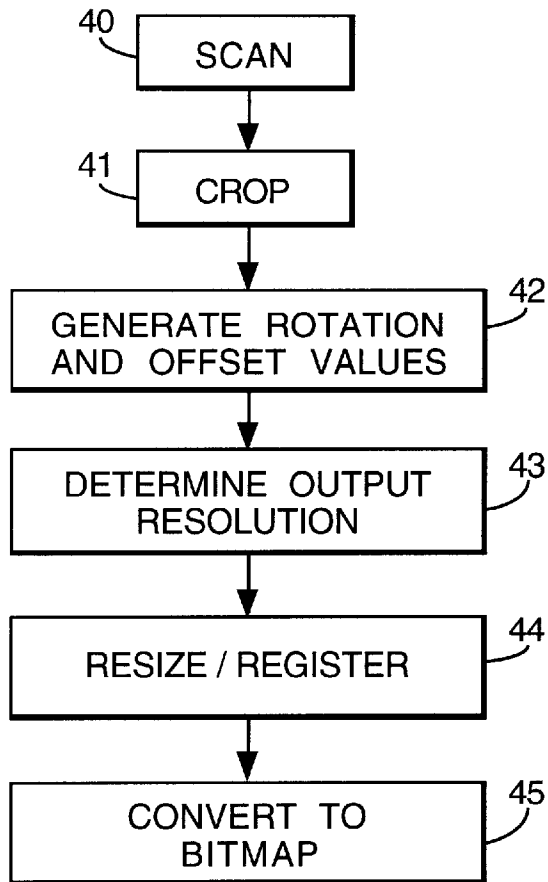 40
SCAN
41
CROP
42
GENERATE ROTATION
AND OFFSET VALUES
43
DETERMINE OUTPUT
RESOLUTION
44
RESIZE / REGISTER
45
CONVERT TO
BITMAP